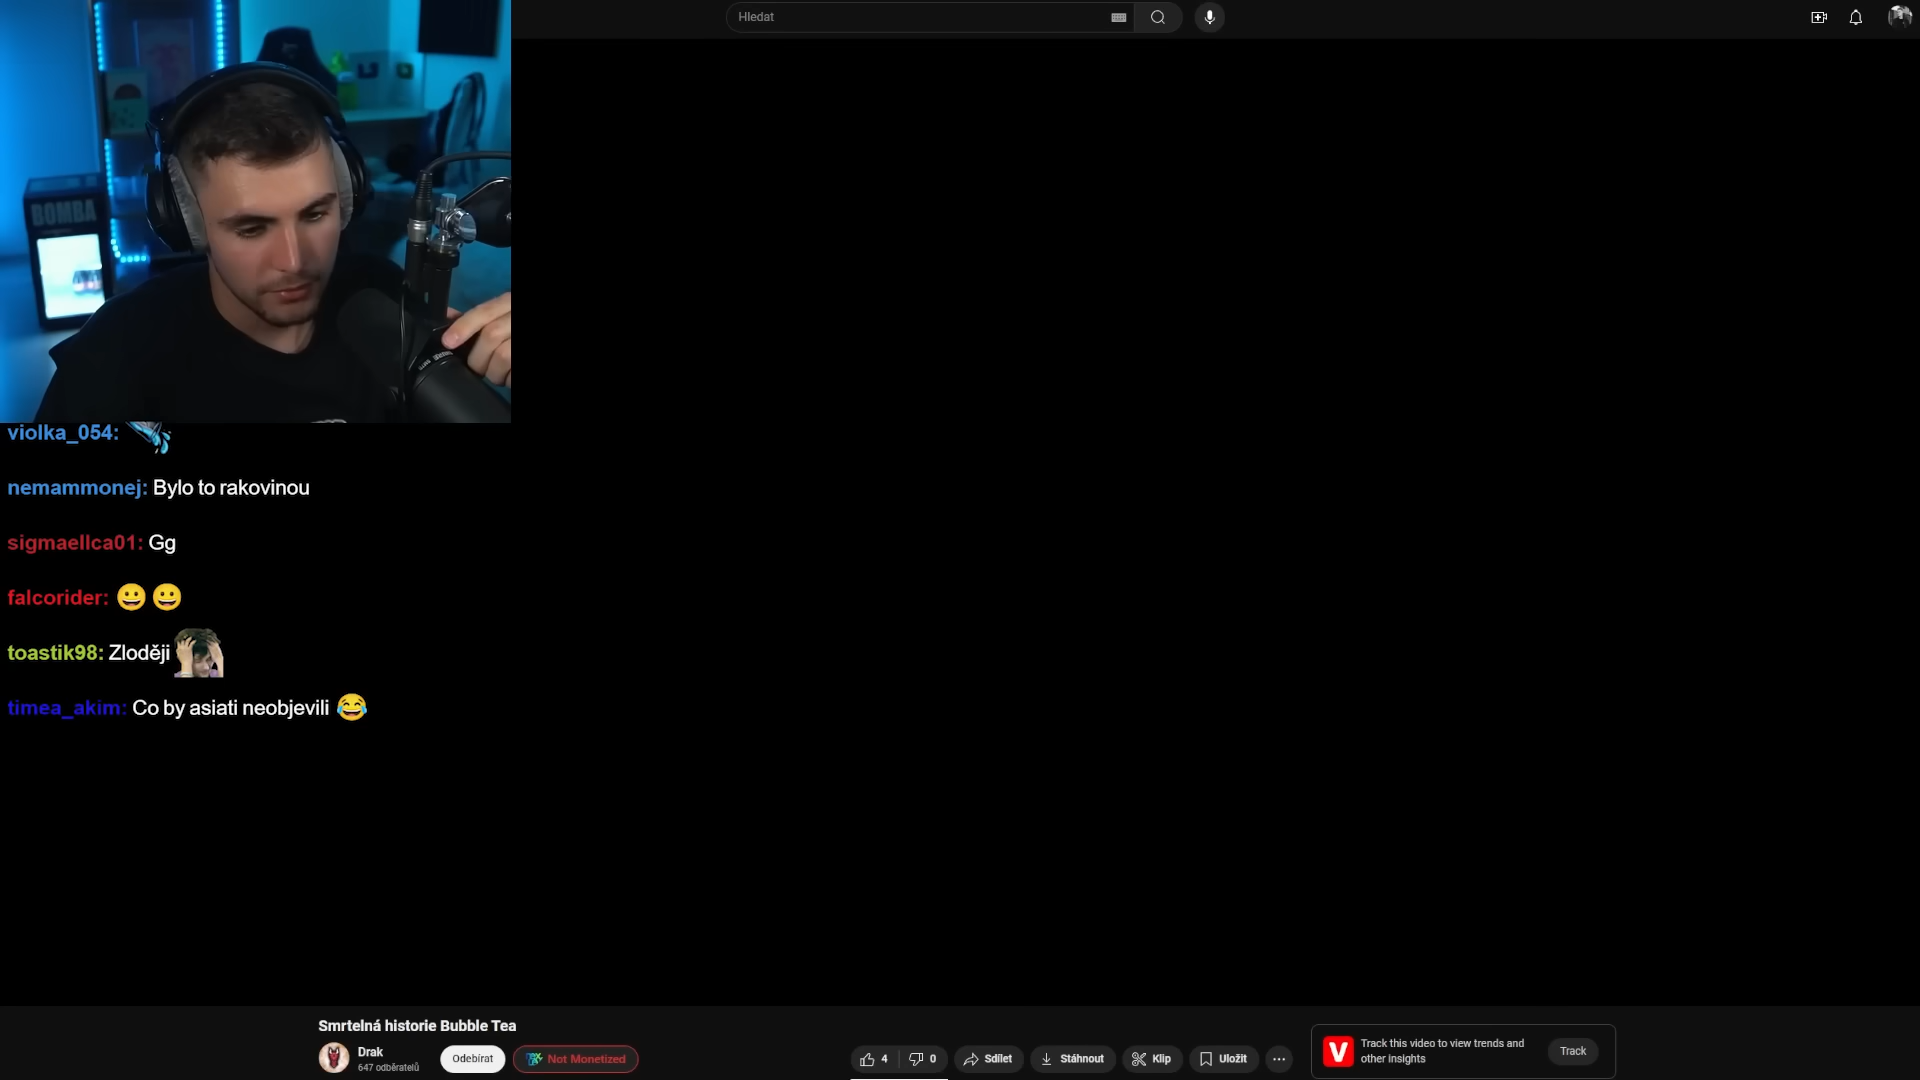 Hledat
BOMBA
violka_054:
nemammonej: Bylo to rakovinou
sigmaellca01: Gg
falcorider: 😀 😀
toastik98: Zloději
timea_akim: Co by asiati neobjevili 😂
Smrtelná historie Bubble Tea
Drak
647 odběratelů
Odebírat
Not Monetized
4
0
Sdílet
Stáhnout
Klip
Uložit
Track this video to view trends and
other insights
Track